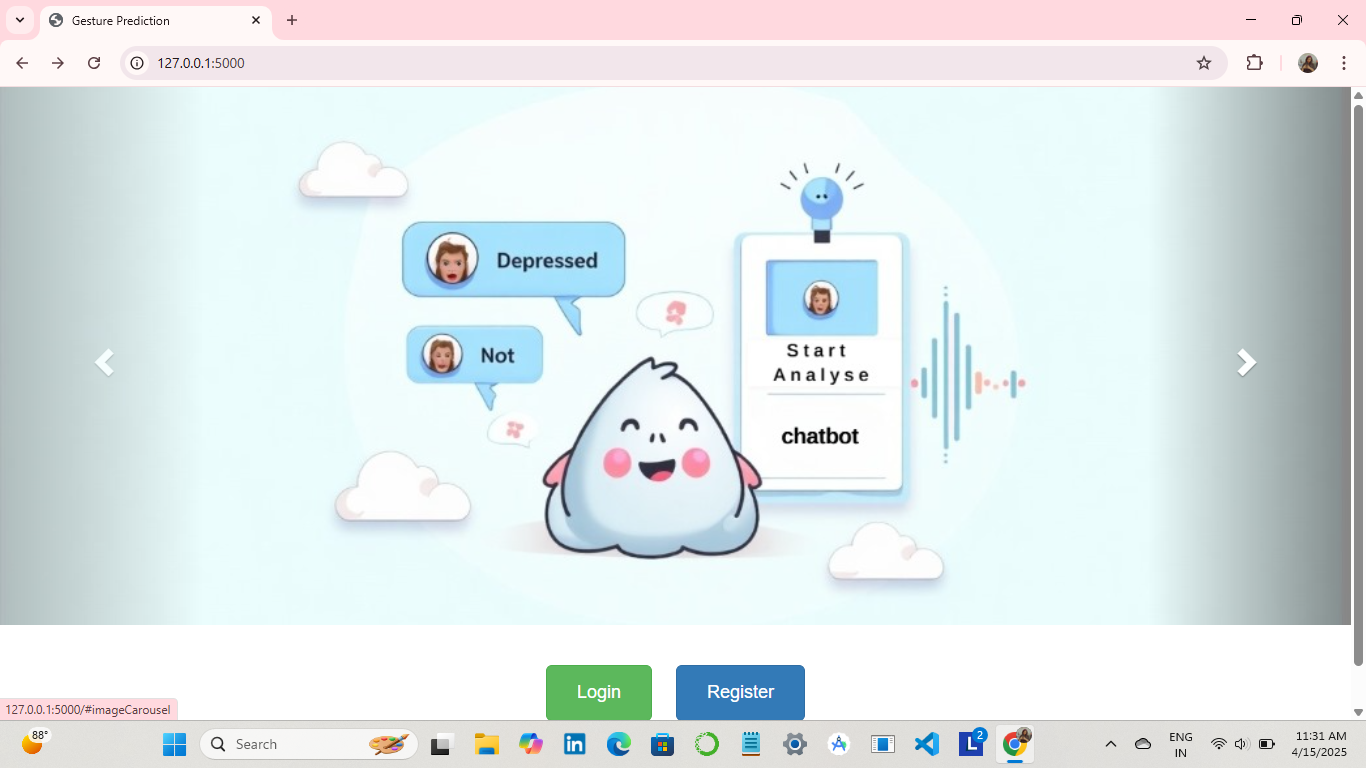 Gesture Prediction
127.0.0.1:5000
Depressed
Not
Start
Analyse
chatbot
Login
Register
127.0.0.1:5000/#imageCarousel
88°
Search
L
2
ENG
IN
11:31 AM
4/15/2025